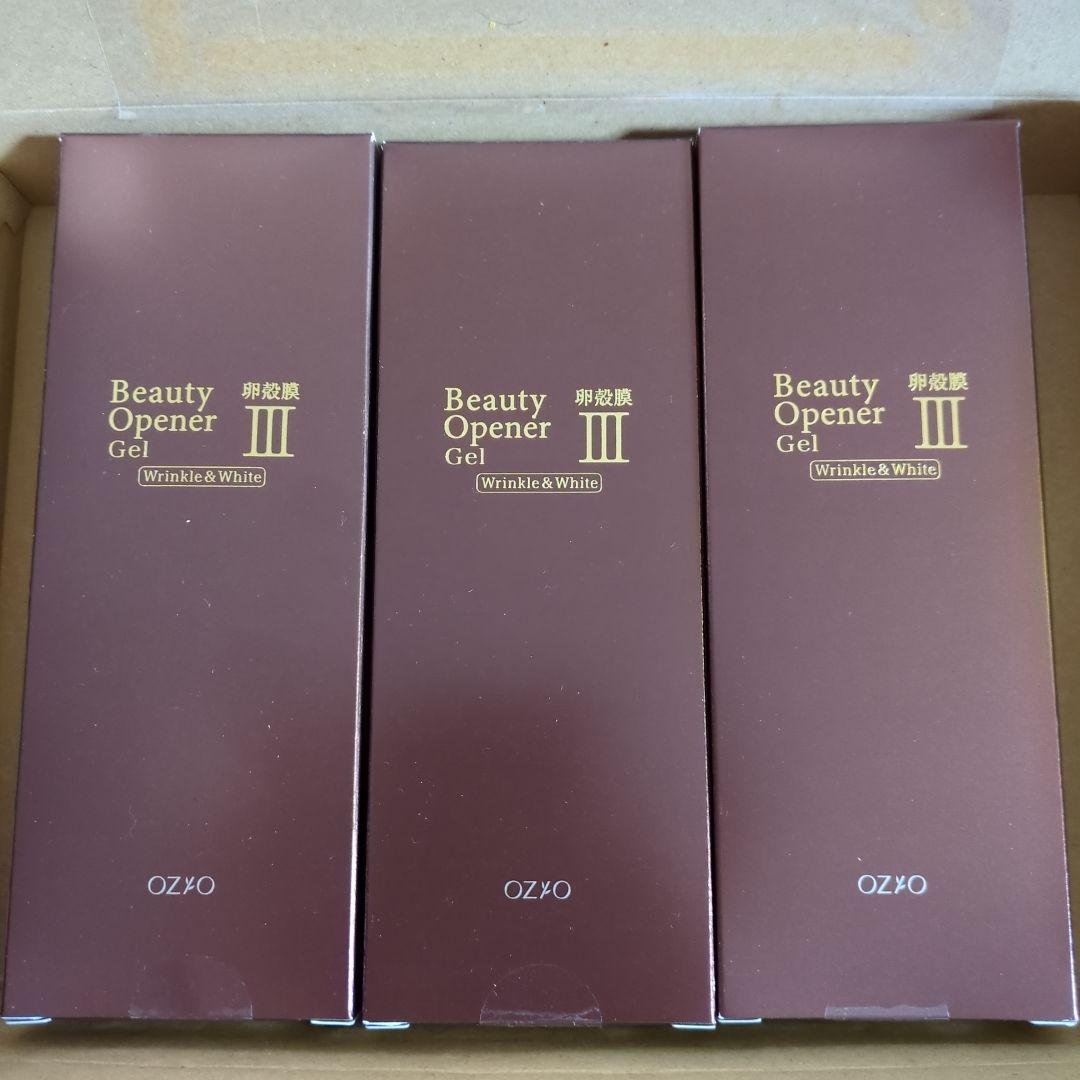 Beauty
Opener
Gel
卵殻膜
III
Wrinkle&White
OZIO
Beauty
Opener
Gel
卵殻膜
III
Wrinkle&White
OZIO
Beauty
Opener
Gel
卵殻膜
III
Wrinkle&White
OZIO